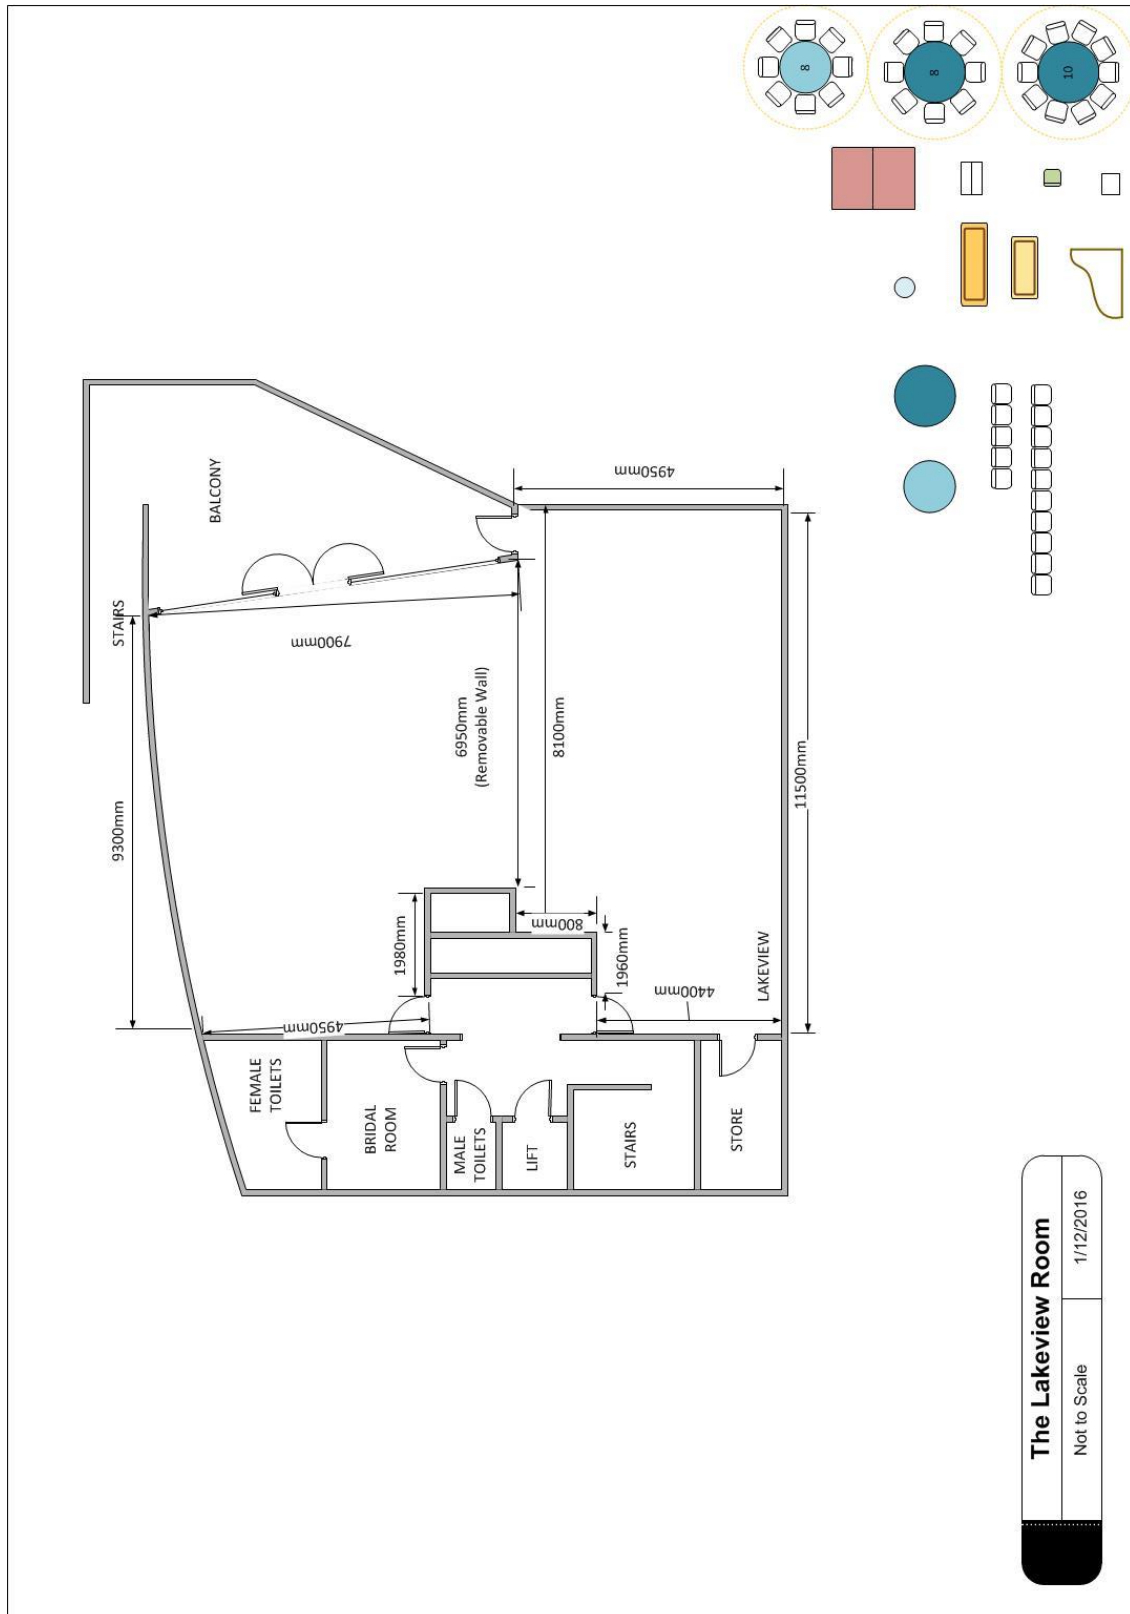 8
8
10
BALCONY
STAIRS
4950mm
7900mm
6950mm
(Removable Wall)
8100mm
9300mm
11500mm
1980mm
800mm
1960mm
LAKEVIEW
4400mm
4950mm
FEMALE
TOILETS
BRIDAL
ROOM
MALE
TOILETS
LIFT
STAIRS
STORE
The Lakeview Room
Not to Scale
1/12/2016